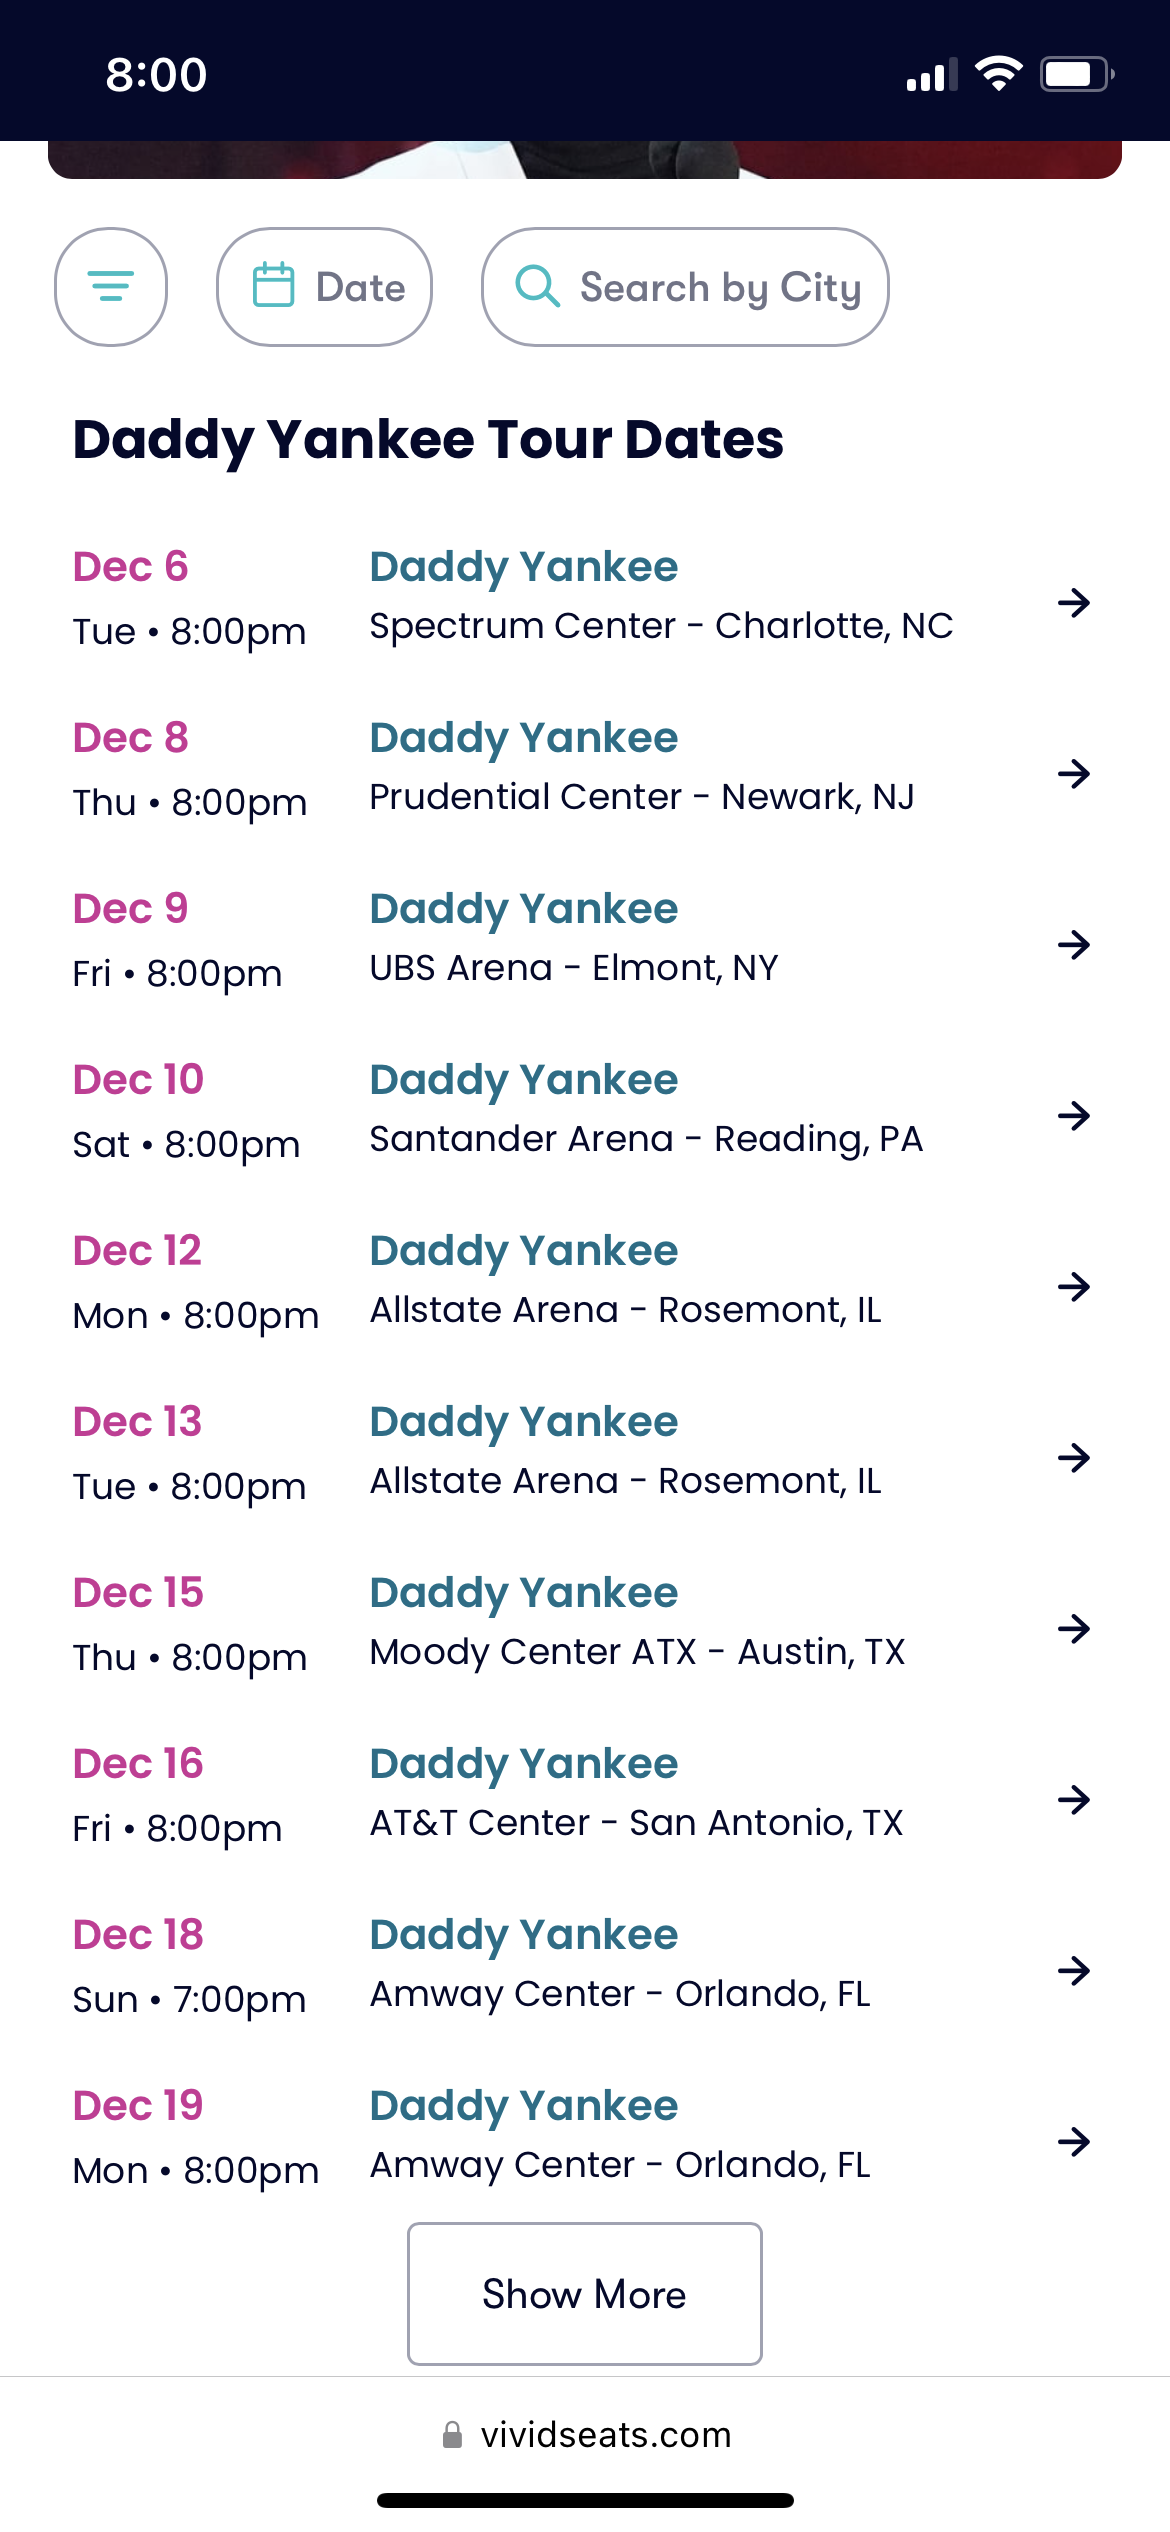 8:00
Date
Search by City
Daddy Yankee Tour Dates
Dec 6
Daddy Yankee
Tue • 8:00pm
Spectrum Center - Charlotte, NC
Dec 8
Daddy Yankee
Thu • 8:00pm
Prudential Center - Newark, NJ
Dec 9
Daddy Yankee
Fri • 8:00pm
UBS Arena - Elmont, NY
Dec 10
Daddy Yankee
Sat • 8:00pm
Santander Arena - Reading, PA
Dec 12
Daddy Yankee
Mon • 8:00pm
Allstate Arena - Rosemont, IL
Dec 13
Daddy Yankee
Tue • 8:00pm
Allstate Arena - Rosemont, IL
Dec 15
Daddy Yankee
Thu • 8:00pm
Moody Center ATX - Austin, TX
Dec 16
Daddy Yankee
Fri • 8:00pm
AT&T Center - San Antonio, TX
Dec 18
Daddy Yankee
Sun • 7:00pm
Amway Center - Orlando, FL
Dec 19
Daddy Yankee
Mon • 8:00pm
Amway Center - Orlando, FL
Show More
vividseats.com